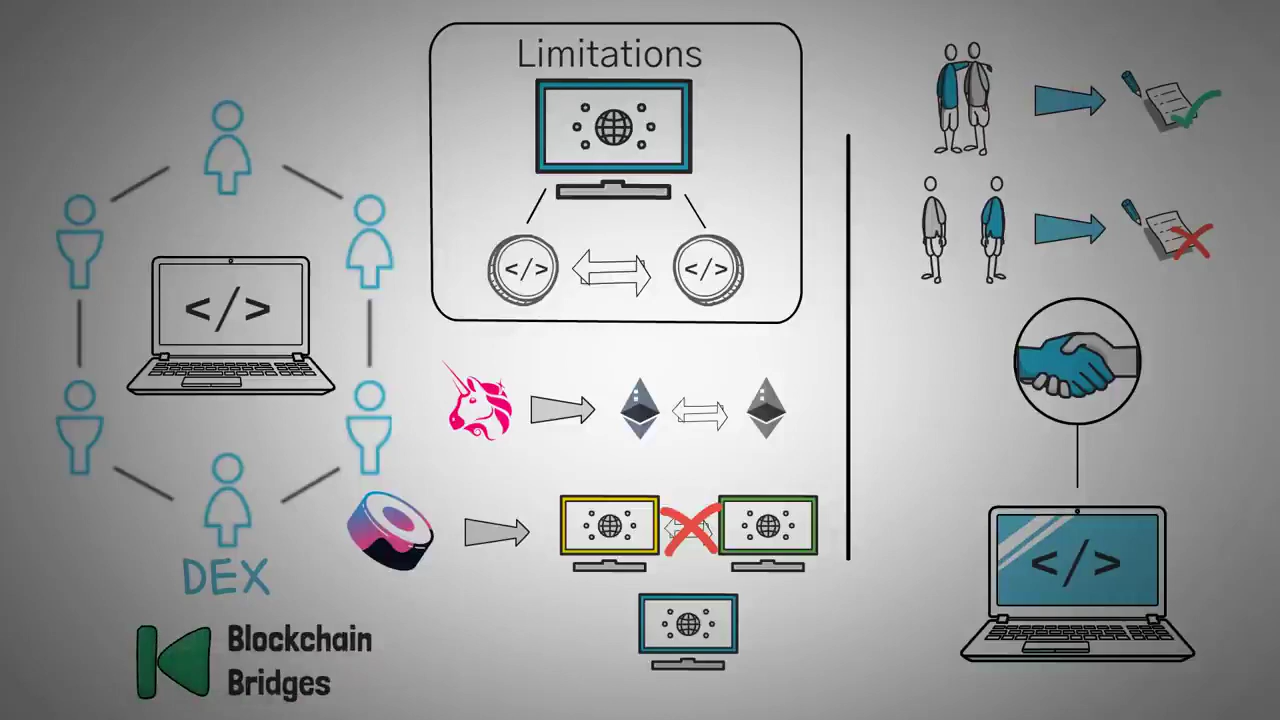 Limitations
</>
</>
</>
DEX
Blockchain
Bridges
</>